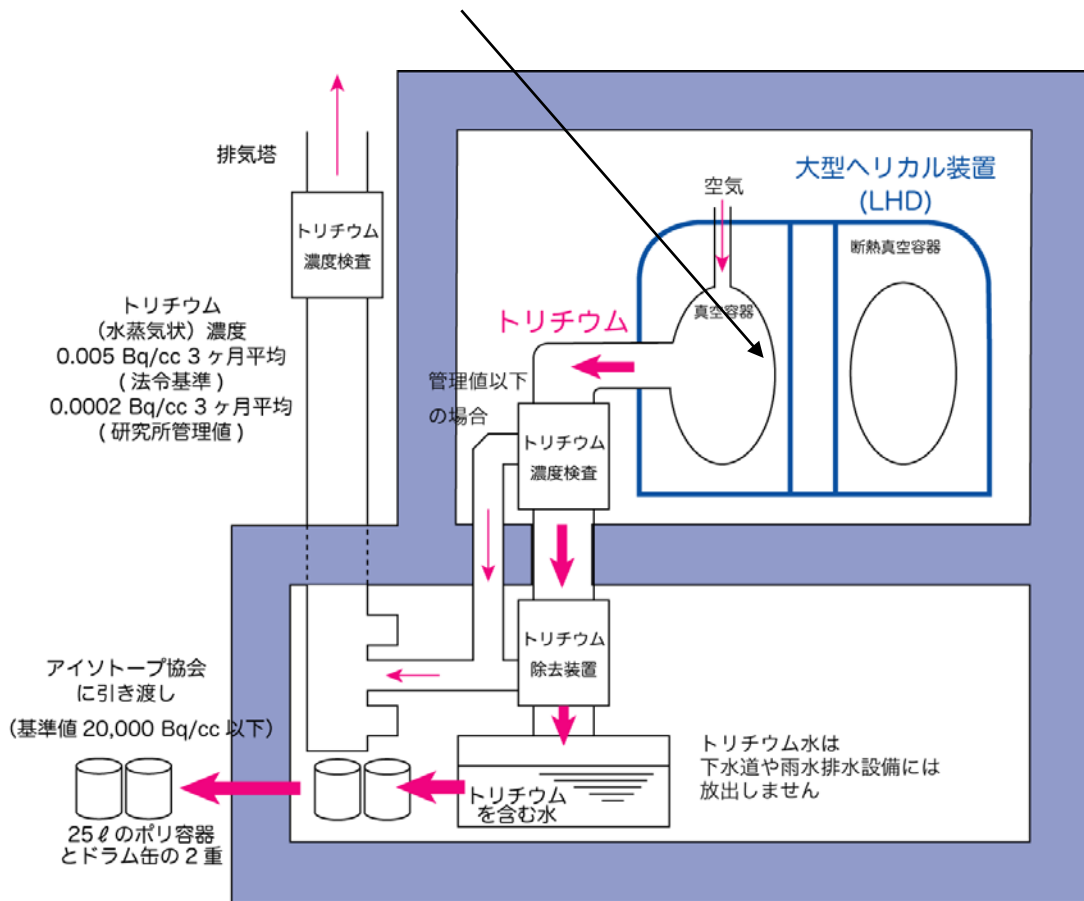 排気塔
トリチウム
濃度検査
トリチウム
(水蒸気状)濃度
0.005 Bq/cc 3ヶ月平均
(法令基準)
0.0002 Bq/cc 3ヶ月平均
(研究所管理値)
空気
大型ヘリカル装置
(LHD)
断熱真空容器
真空容器
トリチウム
管理値以下
の場合
トリチウム
濃度検査
トリチウム
除去装置
アイソトープ協会
に引き渡し
(基準値 20,000 Bq/cc 以下)
トリチウム
を含む水
トリチウム水は
下水道や雨水排水設備には
放出しません
25ℓのポリ容器
とドラム缶の2重